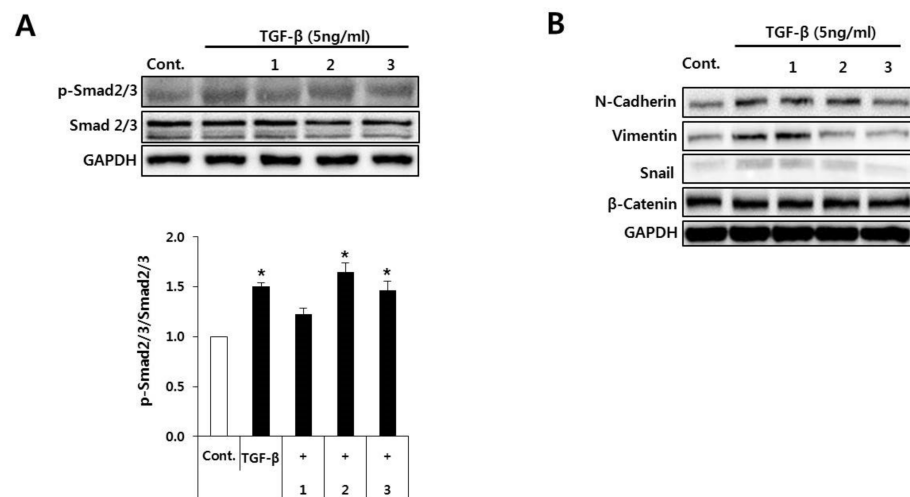 A
TGF-β (5ng/ml)
Cont. 1 2 3
p-Smad2/3
Smad 2/3
GAPDH
p-Smad2/3/Smad2/3
2.0
1.5
1.0
0.5
0.0
* * *
Cont. TGF-β + + +
1 2 3
B
TGF-β (5ng/ml)
Cont. 1 2 3
N-Cadherin
Vimentin
Snail
β-Catenin
GAPDH